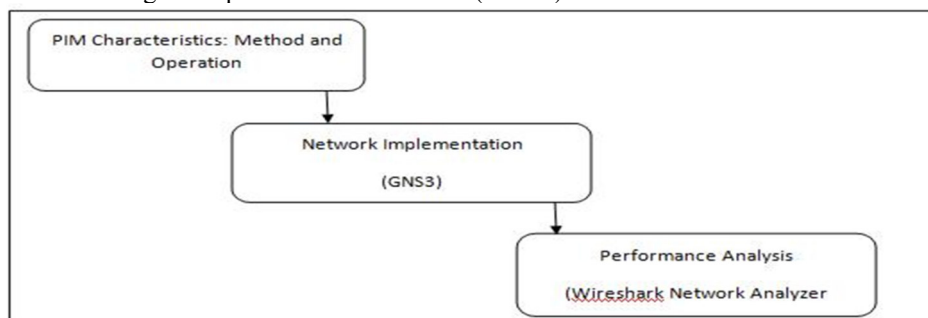 PIM Characteristics: Method and
Operation
Network Implementation
(GNS3)
Performance Analysis
(Wireshark Network Analyzer